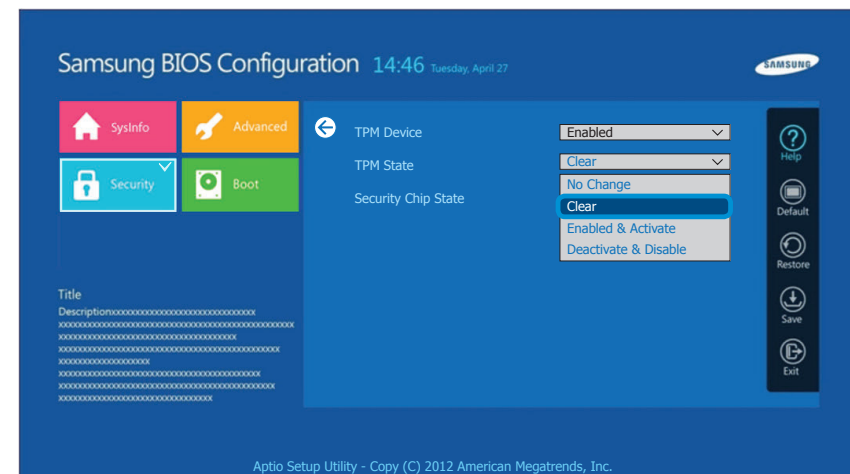 Samsung BIOS Configuration 14:46 Tuesday, April 27
SAMSUNG
SysInfo
Advanced
Security
Boot
TPM Device
Enabled
TPM State
Clear
Security Chip State
No Change
Clear
Enabled & Activate
Deactivate & Disable
Help
Default
Restore
Save
Exit
Title
Aptio Setup Utility - Copy (C) 2012 American Megatrends, Inc.